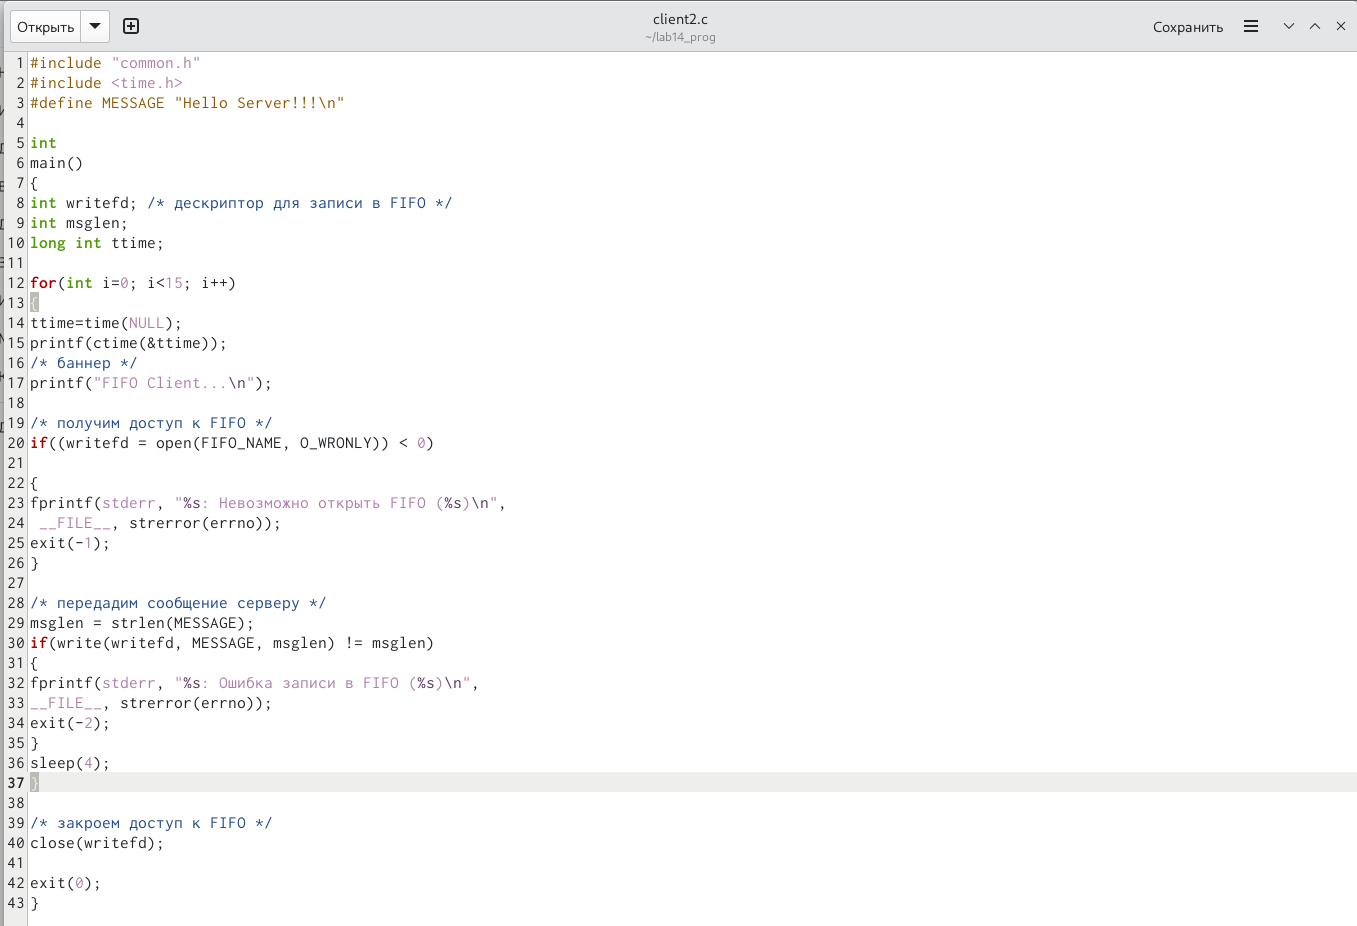 Открыть
client2.c
~/lab14_prog
Сохранить
1 #include "common.h"
2 #include <time.h>
3 #define MESSAGE "Hello Server!!!\n"
4
5 int
6 main()
7 {
8 int writefd; /* дескриптор для записи в FIFO */
9 int msglen;
10 long int ttime;
11
12 for(int i=0; i<15; i++)
13 {
14 ttime=time(NULL);
15 printf(ctime(&ttime));
16 /* баннер */
17 printf("FIFO Client...\n");
18
19 /* получим доступ к FIFO */
20 if((writefd = open(FIFO_NAME, O_WRONLY)) < 0)
21
22 {
23 fprintf(stderr, "%s: Невозможно открыть FIFO (%s)\n",
24  __FILE__, strerror(errno));
25 exit(-1);
26 }
27
28 /* передадим сообщение серверу */
29 msglen = strlen(MESSAGE);
30 if(write(writefd, MESSAGE, msglen) != msglen)
31 {
32 fprintf(stderr, "%s: Ошибка записи в FIFO (%s)\n",
33 __FILE__, strerror(errno));
34 exit(-2);
35 }
36 sleep(4);
37 }
38
39 /* закроем доступ к FIFO */
40 close(writefd);
41
42 exit(0);
43 }